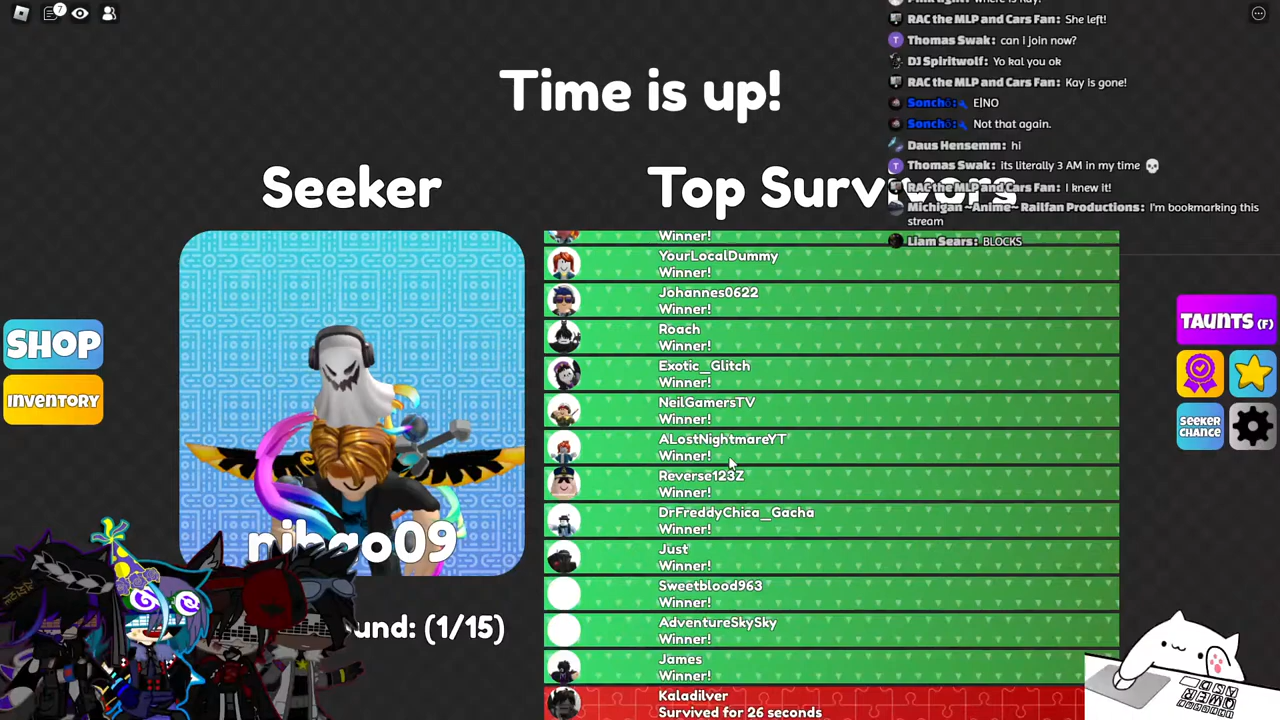 7
RAC the MLP and Cars Fan: She left!
Thomas Swak: can i join now?
DJ Spiritwolf: Yo kal you ok
RAC the MLP and Cars Fan: Kay is gone!
Sonchö: E|NO
Sonchö: Not that again.
Daus Hensemm: hi
Thomas Swak: its literally 3 AM in my time 💀
RAC the MLP and Cars Fan: I knew it!
Michigan ~Anime~ Railfan Productions: I'm bookmarking this
stream
Liam Sears: BLOCKS
Time is up!
Seeker
Top Survivors
Winner!
YourLocalDummy
Winner!
Johannes0622
Winner!
Roach
Winner!
Exotic_Glitch
Winner!
NeilGamersTV
Winner!
ALostNightmareYT
Winner!
Reverse123Z
Winner!
DrFreddyChica_Gacha
Winner!
Just
Winner!
Sweetblood963
Winner!
AdventureSkySky
Winner!
James
Winner!
Kaladilver
Survived for 26 seconds
nihao09
und: (1/15)
SHOP
INVENTORY
TAUNTS (F)
SEEKER
CHANCE